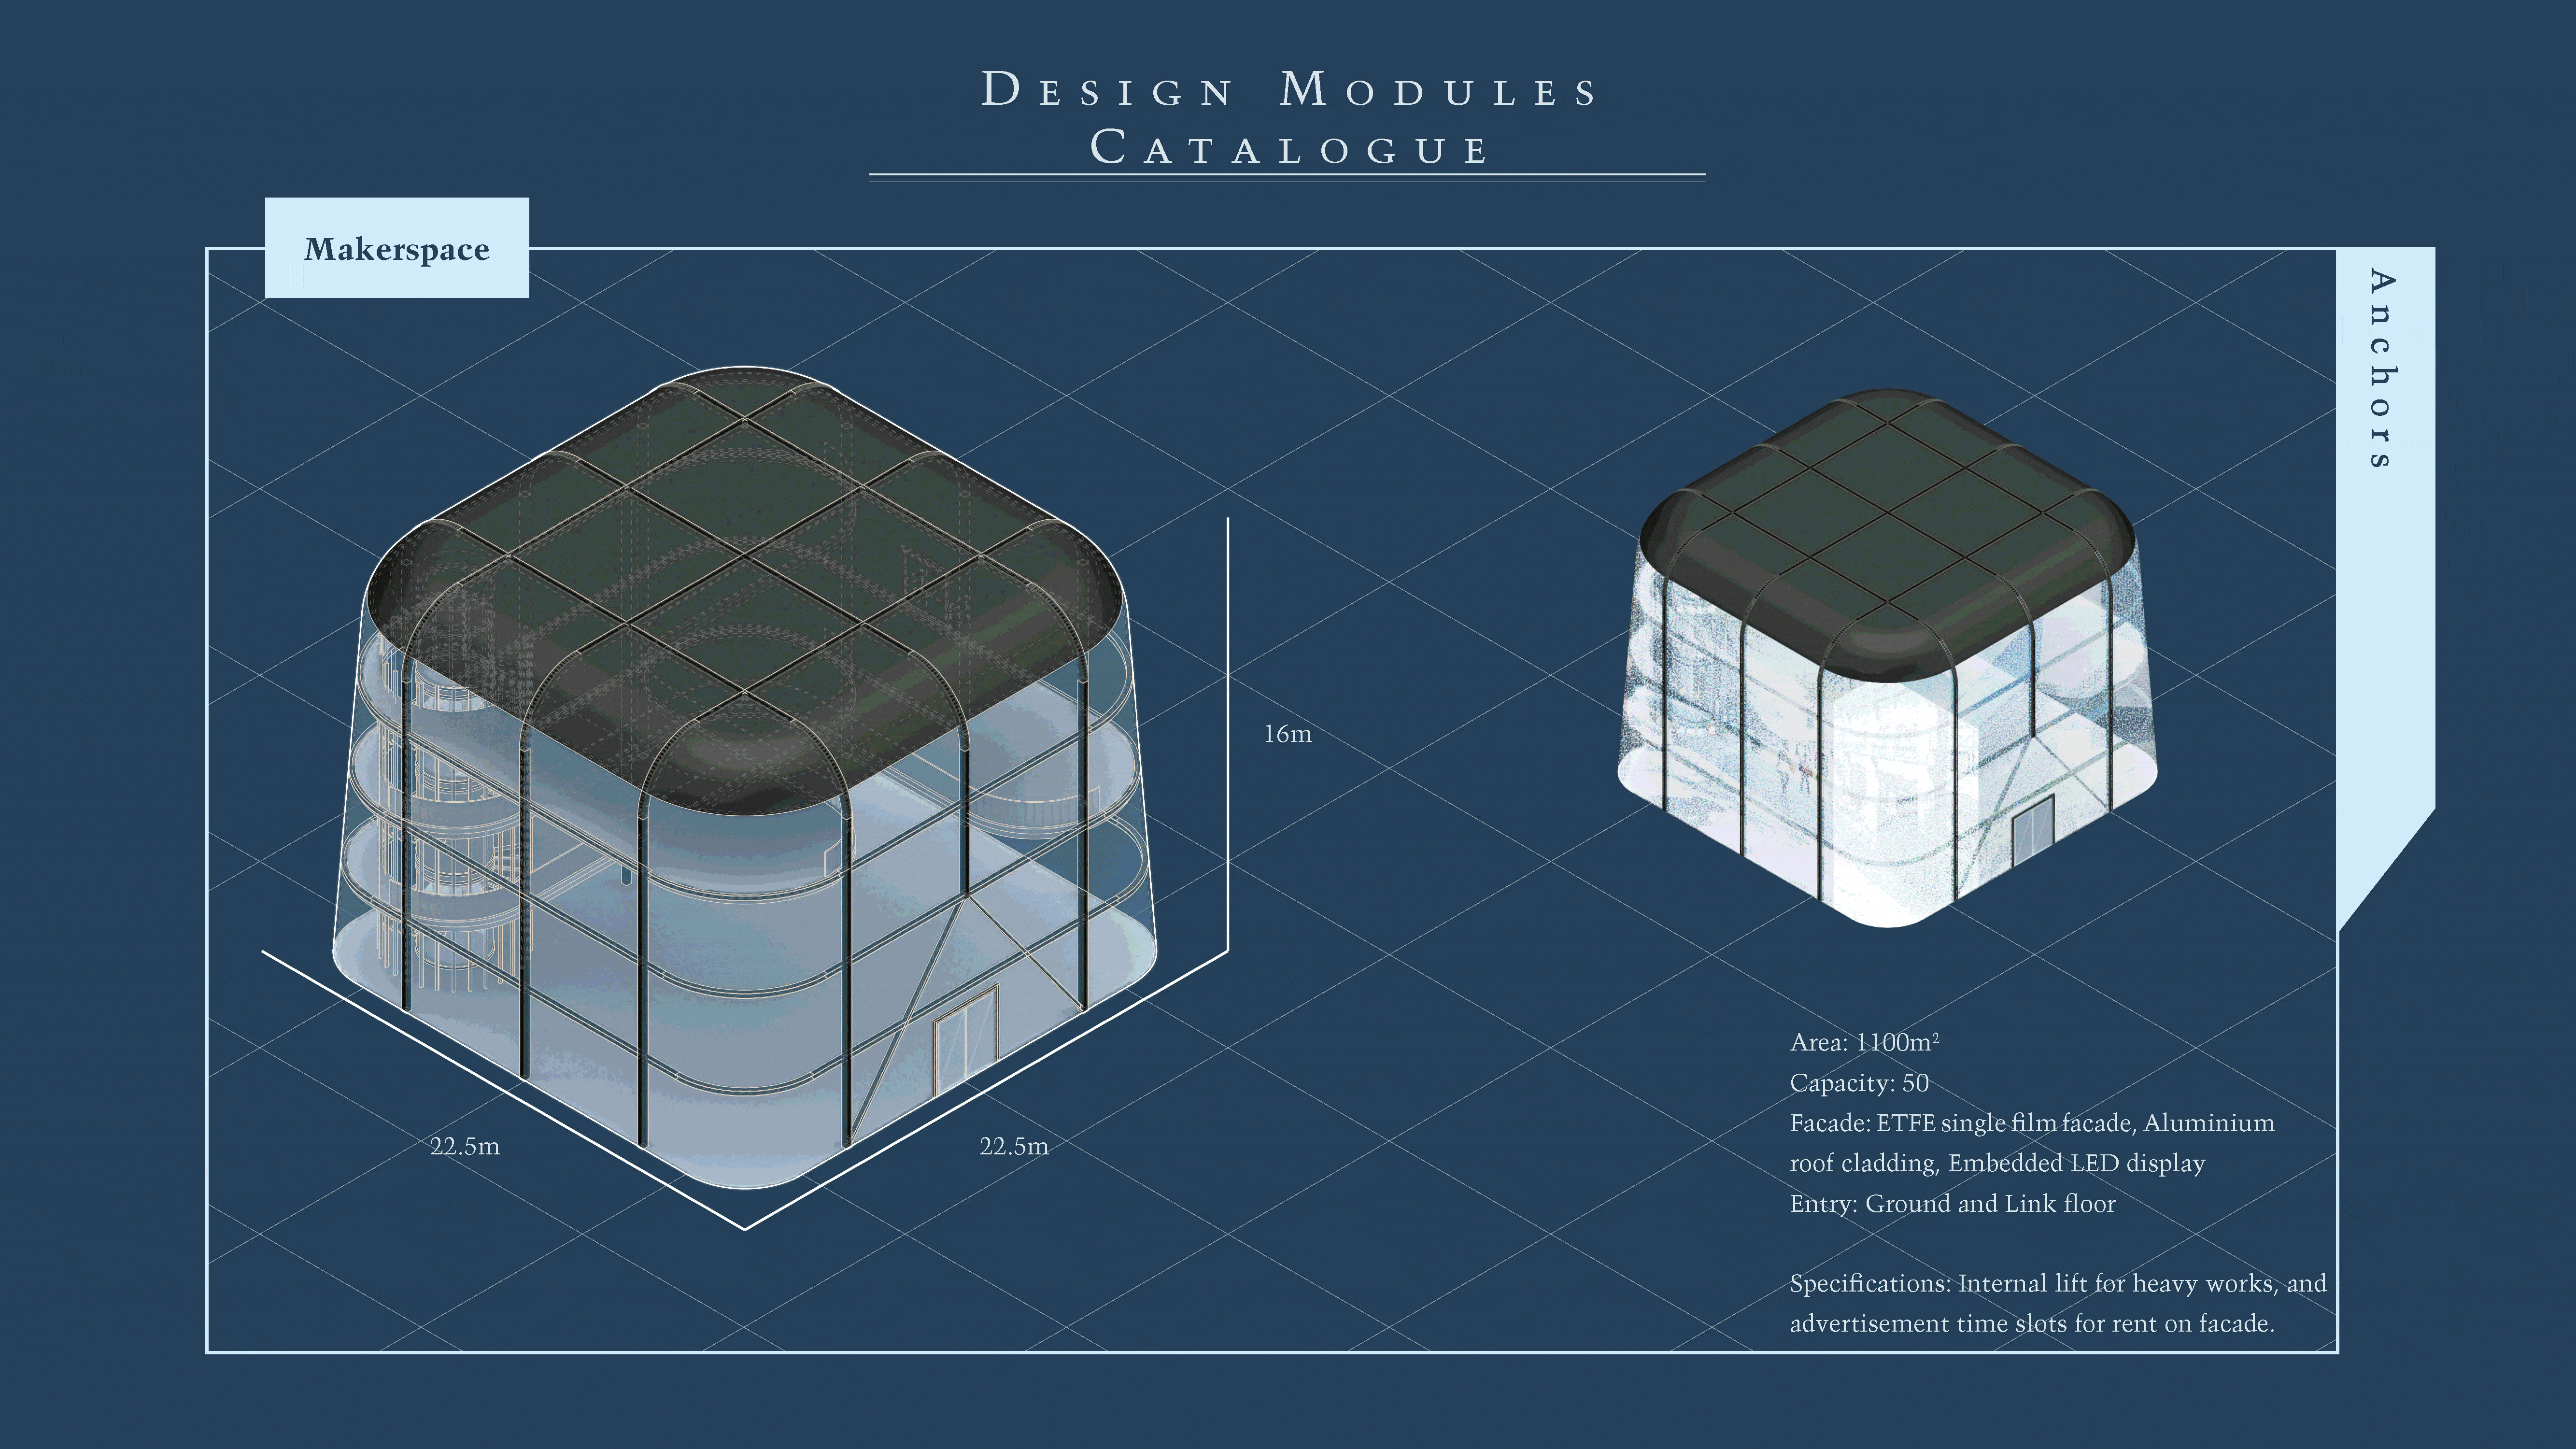 Design Modules
Catalogue
Makerspace
Anchors
16m
22.5m
22.5m
Area: 1100m²
Capacity: 50
Facade: ETFE single film facade, Aluminium
roof cladding, Embedded LED display
Entry: Ground and Link floor
Specifications: Internal lift for heavy works, and
advertisement time slots for rent on facade.